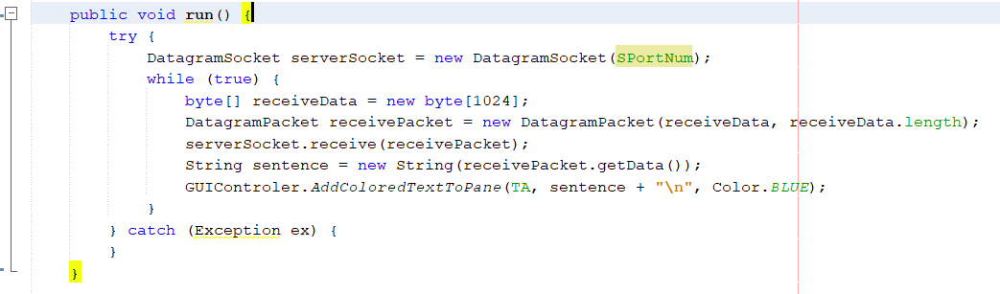 public void run() {
    try {
        DatagramSocket serverSocket = new DatagramSocket(SPortNum);
        while (true) {
            byte[] receiveData = new byte[1024];
            DatagramPacket receivePacket = new DatagramPacket(receiveData, receiveData.length);
            serverSocket.receive(receivePacket);
            String sentence = new String(receivePacket.getData());
            GUIControler.AddColoredTextToPane(TA, sentence + "\n", Color.BLUE);
        }
    } catch (Exception ex) {
    }
}